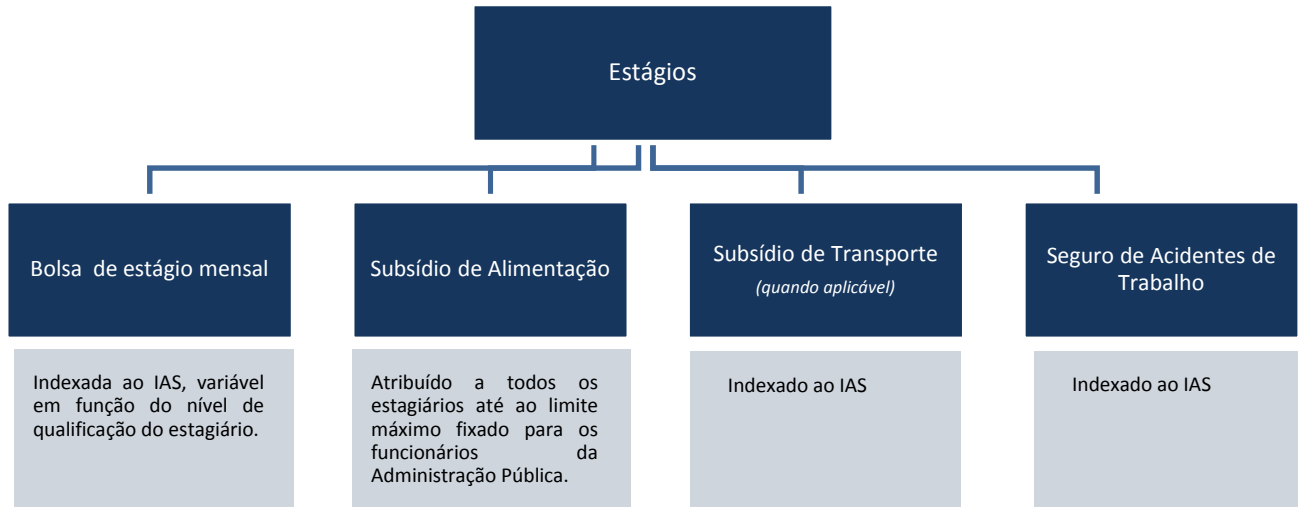 Estágios
Bolsa de estágio mensal
Subsídio de Alimentação
Subsídio de Transporte
(quando aplicável)
Seguro de Acidentes de
Trabalho
Indexada ao IAS, variável
em função do nível de
qualificação do estagiário.
Atribuído a todos os
estagiários até ao limite
máximo fixado para os
funcionários da
Administração Pública.
Indexado ao IAS
Indexado ao IAS